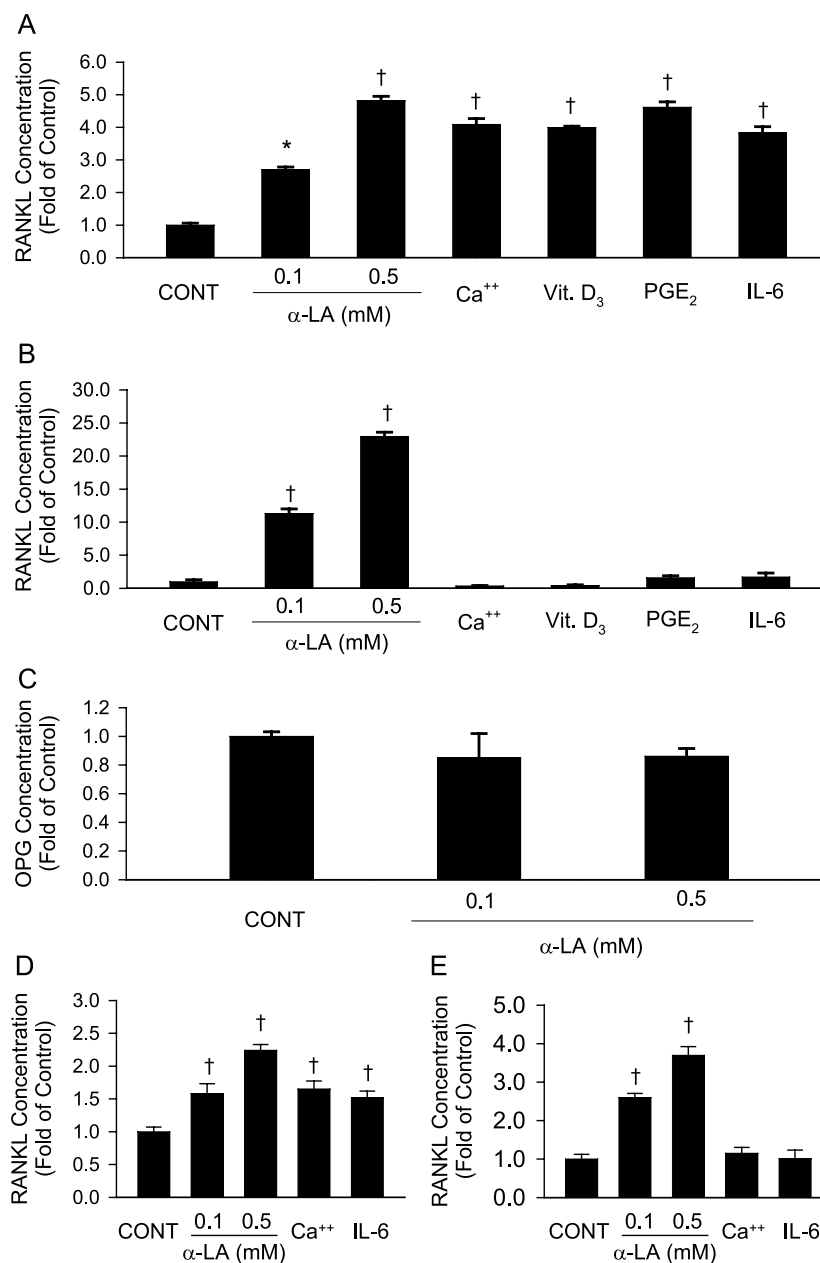 A
RANKL Concentration
(Fold of Control)
6.0
5.0
4.0
3.0
2.0
1.0
0.0
*
†
†
†
†
†
CONT
0.1
0.5
α-LA (mM)
Ca++
Vit. D3
PGE2
IL-6
B
RANKL Concentration
(Fold of Control)
30.0
25.0
20.0
15.0
10.0
5.0
0.0
†
†
CONT
0.1
0.5
α-LA (mM)
Ca++
Vit. D3
PGE2
IL-6
C
OPG Concentration
(Fold of Control)
1.2
1.0
0.8
0.6
0.4
0.2
0.0
CONT
0.1
0.5
α-LA (mM)
D
RANKL Concentration
(Fold of Control)
3.0
2.5
2.0
1.5
1.0
0.5
0.0
†
†
†
†
CONT
0.1
0.5
α-LA (mM)
Ca++
IL-6
E
RANKL Concentration
(Fold of Control)
5.0
4.0
3.0
2.0
1.0
0.0
†
†
CONT
0.1
0.5
α-LA (mM)
Ca++
IL-6